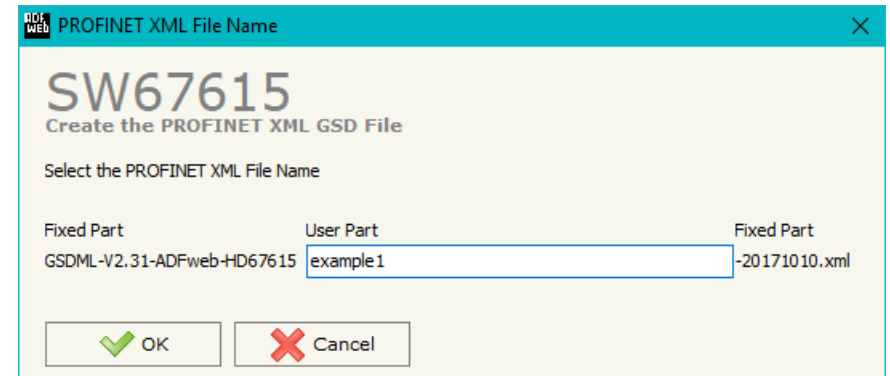 ADF web PROFINET XML File Name
SW67615
Create the PROFINET XML GSD File
Select the PROFINET XML File Name
Fixed Part User Part Fixed Part
GSDML-V2.31-ADFweb-HD67615 example1 -20171010.xml
OK Cancel